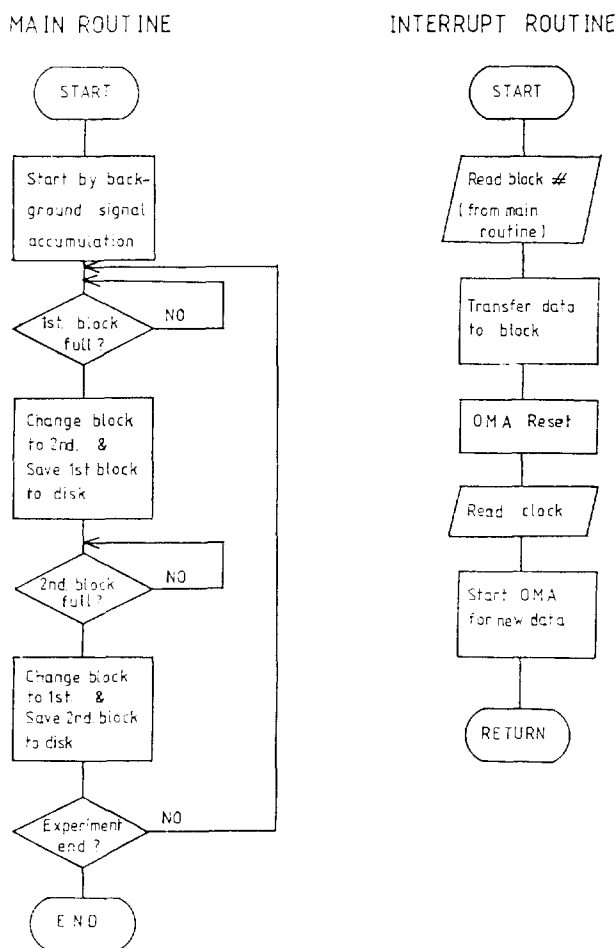 MAIN ROUTINE
START
Start by back-
ground signal
accumulation
1st. block
full?
NO
Change block
to 2nd. &
Save 1st block
to disk
2nd. block
full?
NO
Change block
to 1st. &
Save 2nd. block
to disk
Experiment
end ?
NO
END
INTERRUPT ROUTINE
START
Read block #
(from main
routine)
Transfer data
to block
OMA Reset
Read clock
Start OMA
for new data
RETURN